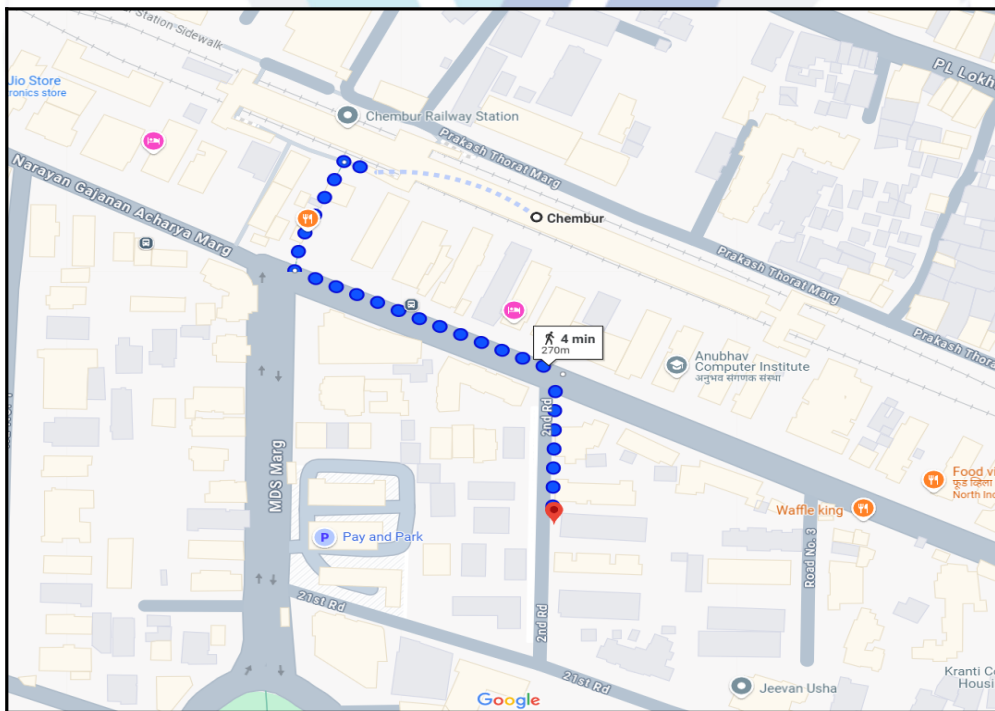 Station Sidewalk
PL Lokh
Jio Store
ronics store
Chembur Railway Station
Prakash Thorat Marg
Narayan Gajanan Acharya Marg
Chembur
Prakash Thorat Marg
Prakash Thora
4 min
270m
Anubhav
Computer Institute
अनुभव संगणक संस्था
2nd Rd
MDS Marg
Food vi
फूड व्हिला
North Ind
Waffle king
P
Pay and Park
Road No. 3
21st Rd
2nd Rd
21st Rd
Kranti Co
Housi
Jeevan Usha
Google